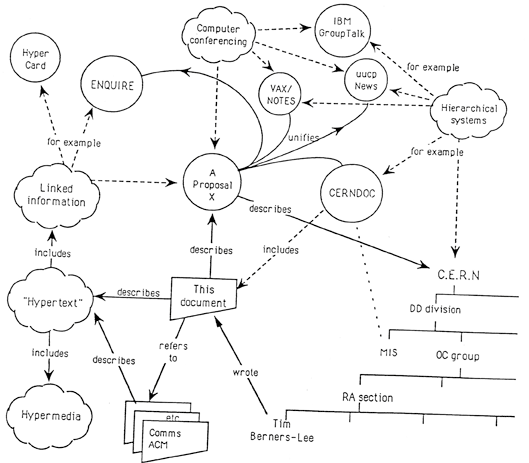 IBM
GroupTalk
Computer
conferencing
Hyper
Card
ENQUIRE
VAX/
NOTES
uucp
News
for example
Hierarchical
systems
unifies
for example
for example
A
Proposal
X
Linked
information
CERNDOC
describes
includes
describes
includes
C.E.R.N
This
document
describes
"Hypertext"
DD division
refers
to
MIS
OC group
includes
describes
wrote
RA section
Hypermedia
etc
Comms
ACM
Tim
Berners-Lee